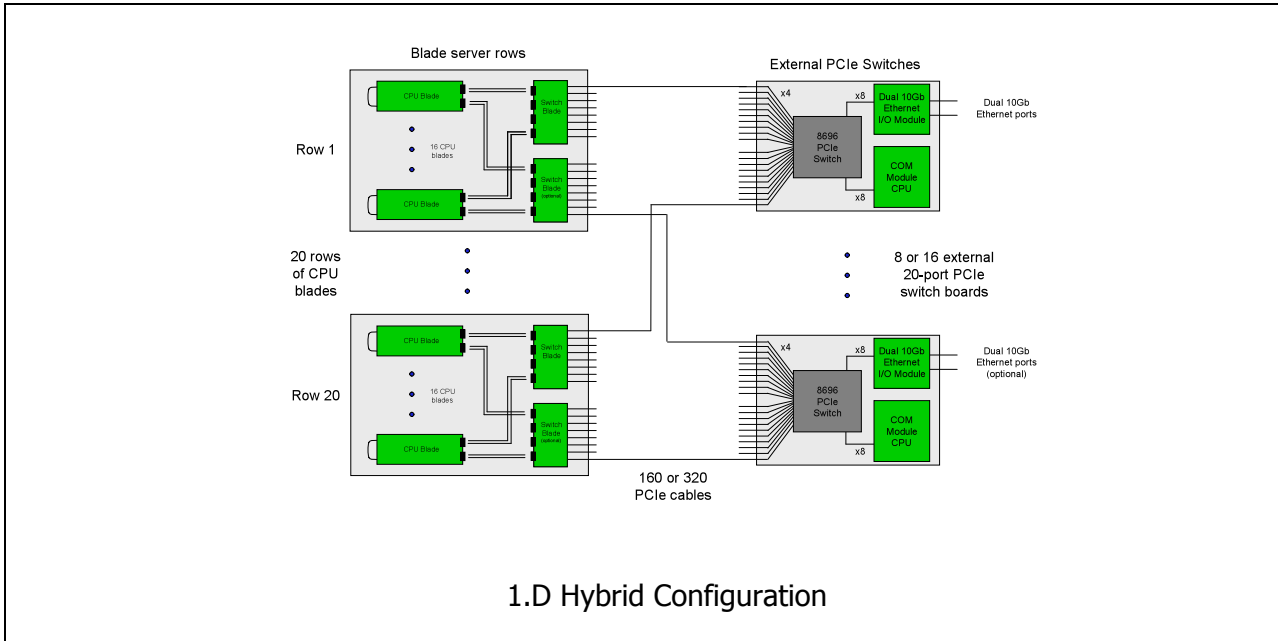 Blade server rows
External PCIe Switches
Row 1
CPU Blade
16 CPU
blades
CPU Blade
Switch
Blade
Switch
Blade
(optional)
x4
8696
PCIe
Switch
x8
Dual 10Gb
Ethernet
I/O Module
COM
Module
CPU
x8
Dual 10Gb
Ethernet ports
20 rows
of CPU
blades
8 or 16 external
20-port PCIe
switch boards
Row 20
CPU Blade
16 CPU
blades
CPU Blade
Switch
Blade
Switch
Blade
(optional)
x4
8696
PCIe
Switch
x8
Dual 10Gb
Ethernet
I/O Module
COM
Module
CPU
x8
Dual 10Gb
Ethernet ports
(optional)
160 or 320
PCIe cables
1.D Hybrid Configuration